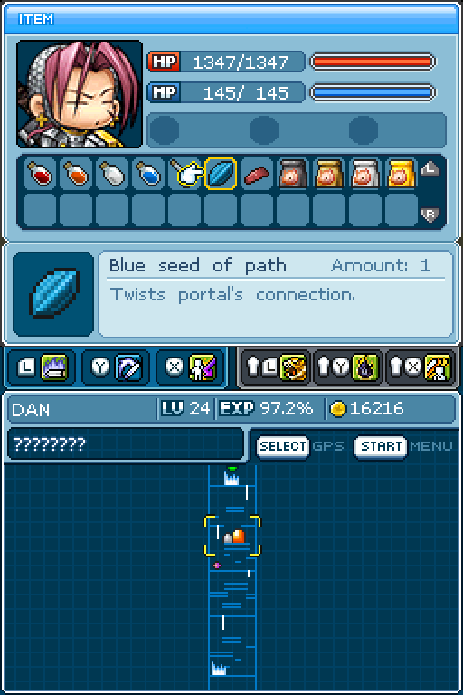 ITEM
HP 1347/1347
HP 145/ 145
L
R
Blue seed of path Amount: 1
Twists portal's connection.
L Y X L Y X
DAN LV 24 EXP 97.2% 16216
???????? SELECT GPS START MENU